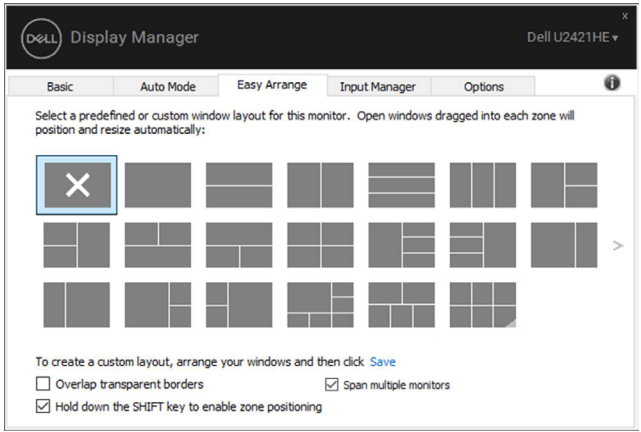 DELL Display Manager
x
Dell U2421HE
Basic
Auto Mode
Easy Arrange
Input Manager
Options
i
Select a predefined or custom window layout for this monitor. Open windows dragged into each zone will
position and resize automatically:
>
To create a custom layout, arrange your windows and then click Save
Overlap transparent borders
Span multiple monitors
Hold down the SHIFT key to enable zone positioning